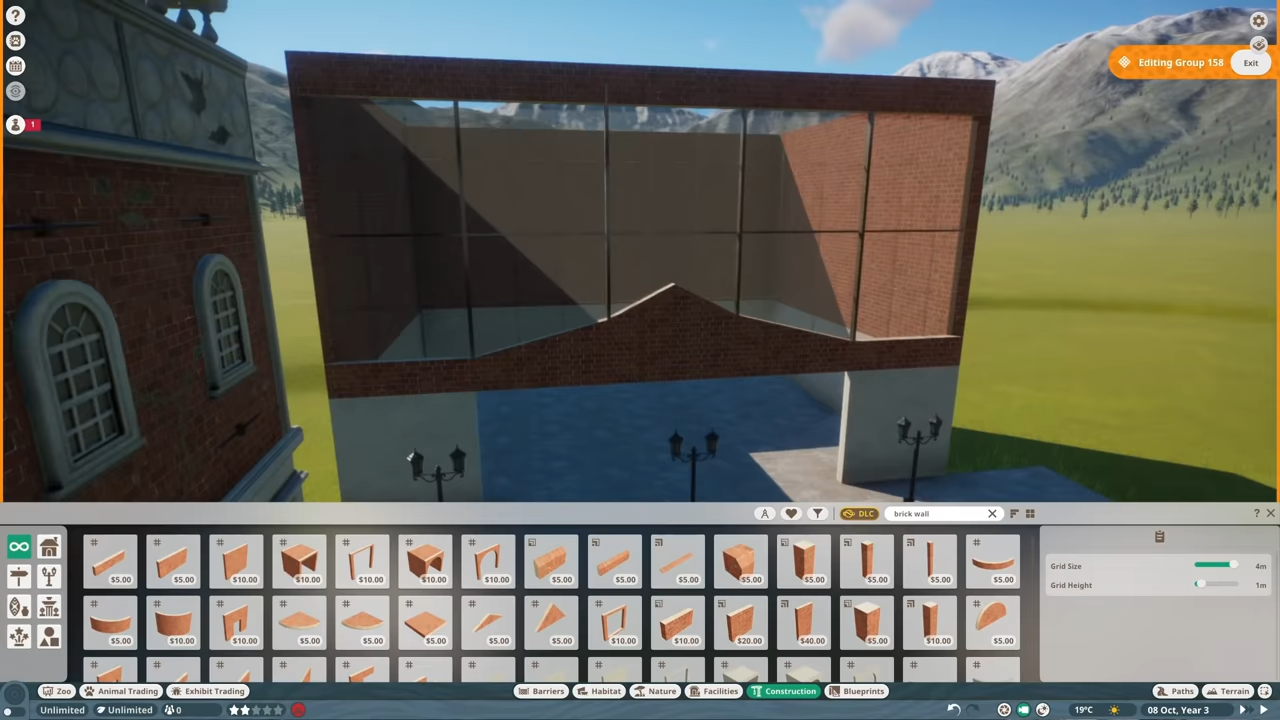 ?
1
Editing Group 158 Exit
A DLC brick wall ? X
$5.00 $5.00 $10.00 $10.00 $10.00 $10.00 $10.00 $5.00 $5.00 $5.00 $5.00 $5.00 $5.00 $5.00 $5.00
$5.00 $10.00 $10.00 $5.00 $5.00 $5.00 $5.00 $5.00 $10.00 $10.00 $20.00 $40.00 $5.00 $10.00 $5.00
Grid Size 4m
Grid Height 1m
Zoo Animal Trading Exhibit Trading Barriers Habitat Nature Facilities Construction Blueprints Paths Terrain
Unlimited Unlimited 0 19°C 08 Oct, Year 3